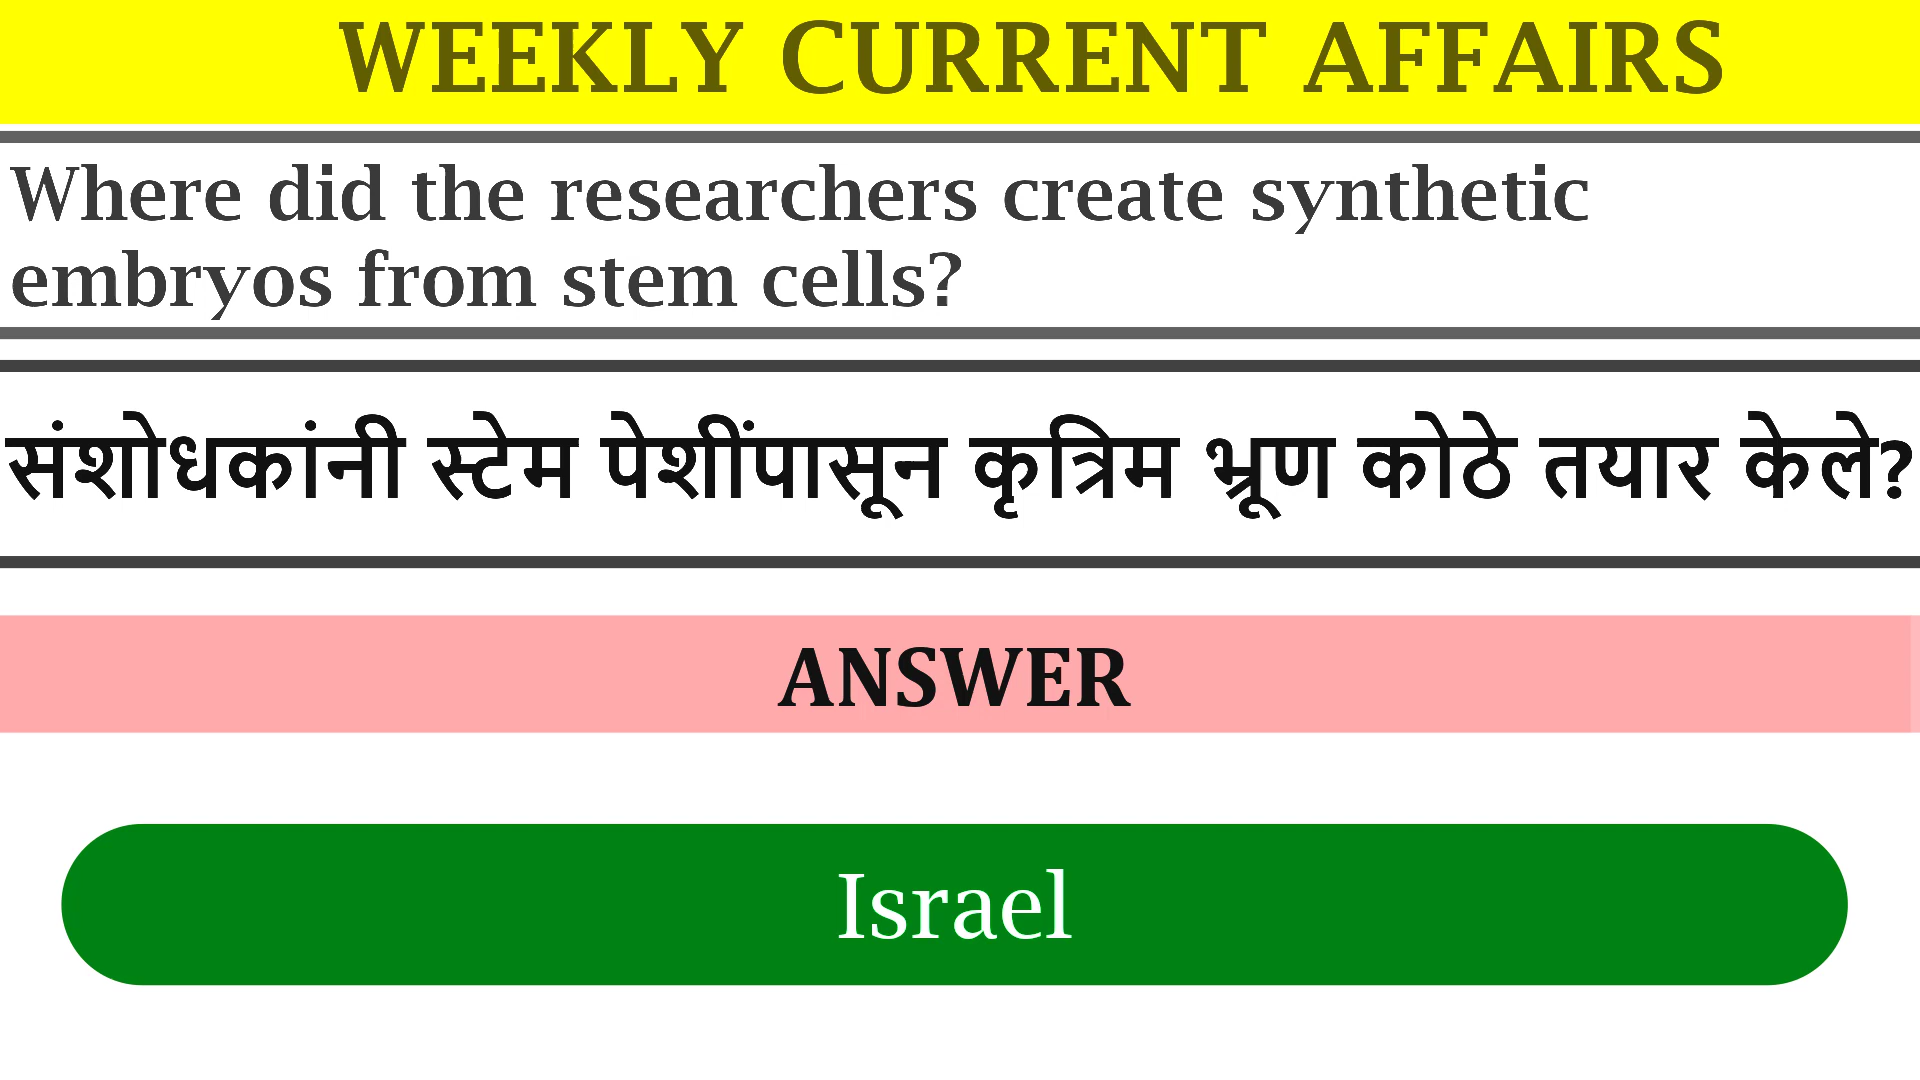 WEEKLY CURRENT AFFAIRS
Where did the researchers create synthetic
embryos from stem cells?
संशोधकांनी स्टेम पेशींपासून कृत्रिम भ्रूण कोठे तयार केले?
ANSWER
Israel